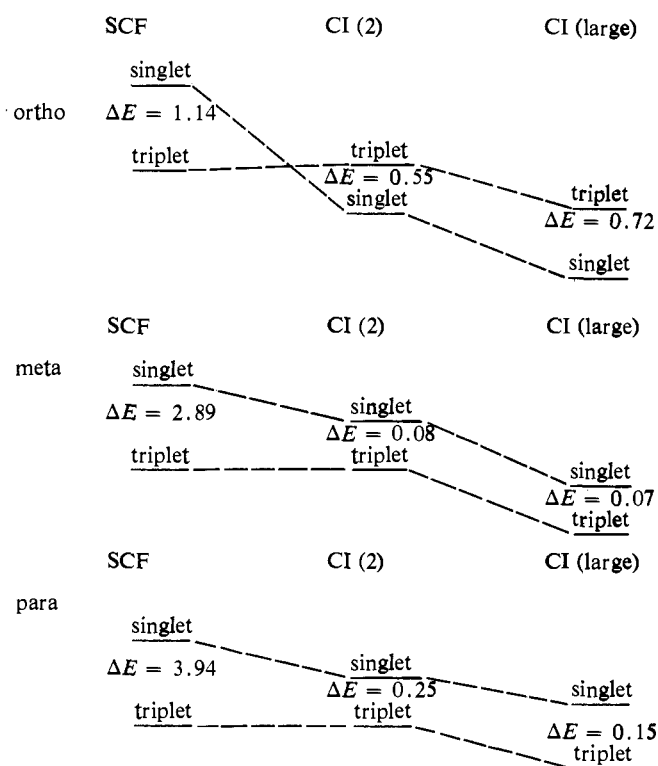 SCF CI (2) CI (large)
singlet
ortho ΔE = 1.14
triplet triplet
ΔE = 0.55
singlet triplet
ΔE = 0.72
singlet
SCF CI (2) CI (large)
meta singlet
ΔE = 2.89 singlet
ΔE = 0.08
triplet triplet singlet
ΔE = 0.07
triplet
SCF CI (2) CI (large)
para
singlet
ΔE = 3.94 singlet
ΔE = 0.25 singlet
triplet triplet
ΔE = 0.15
triplet